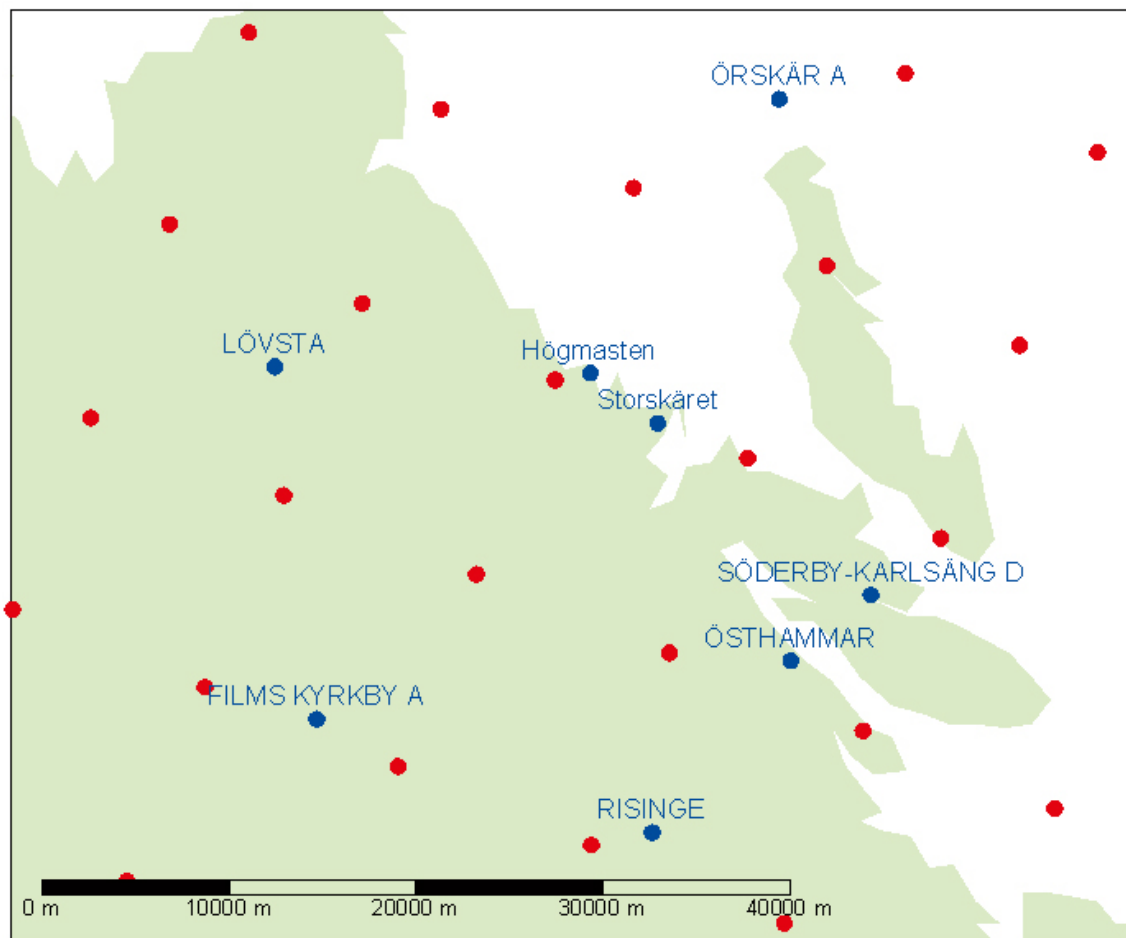 ÖRSKÄR A
LÖVSTA
Högmasten
Storskäret
SÖDERBY-KARLSÄNG D
ÖSTHAMMAR
FILMS KYRKBY A
RISINGE
0 m 10000 m 20000 m 30000 m 40000 m